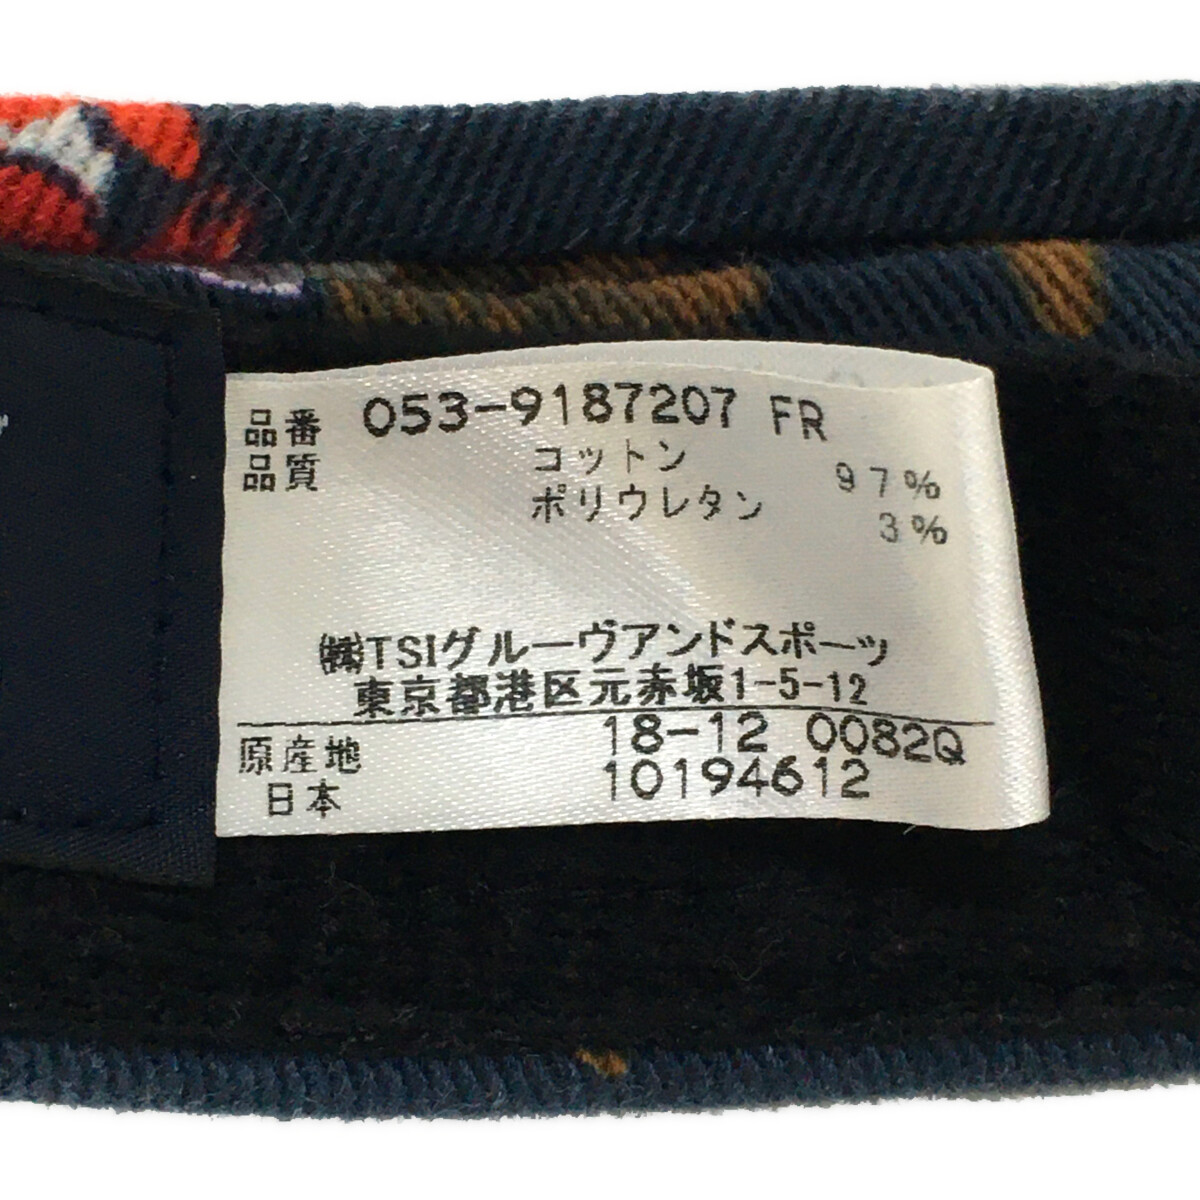 品番 053-9187207 FR
品質 コットン 97%
ポリウレタン 3%
㈱TSIグルーヴアンドスポーツ
東京都港区元赤坂1-5-12
原産地 18-12 0082Q
日本 10194612